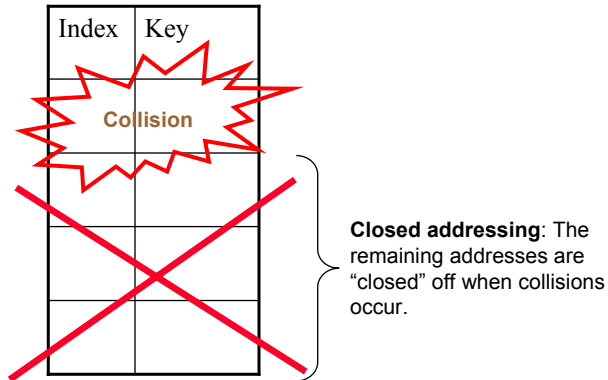 Index Key
Collision
Closed addressing: The
remaining addresses are
“closed” off when collisions
occur.